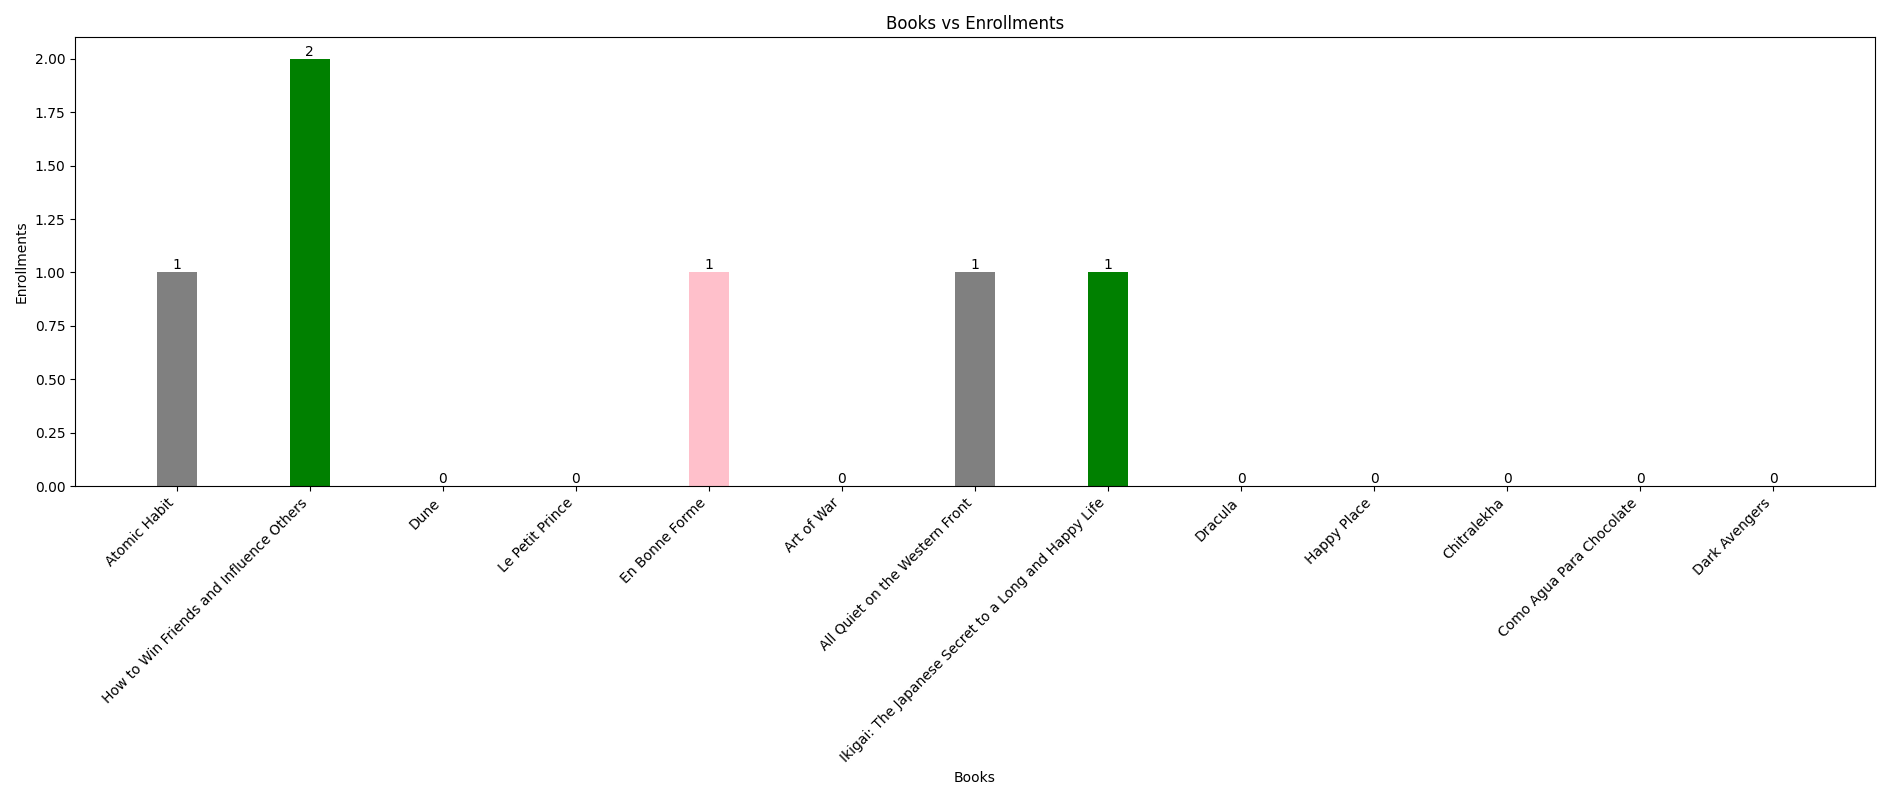 Books vs Enrollments
Enrollments
2.00
1.75
1.50
1.25
1.00
0.75
0.50
0.25
0.00
1
2
0
0
1
0
1
1
0
0
0
0
0
Atomic Habit
How to Win Friends and Influence Others
Dune
Le Petit Prince
En Bonne Forme
Art of War
All Quiet on the Western Front
Ikigai: The Japanese Secret to a Long and Happy Life
Dracula
Happy Place
Chitralekha
Como Agua Para Chocolate
Dark Avengers
Books